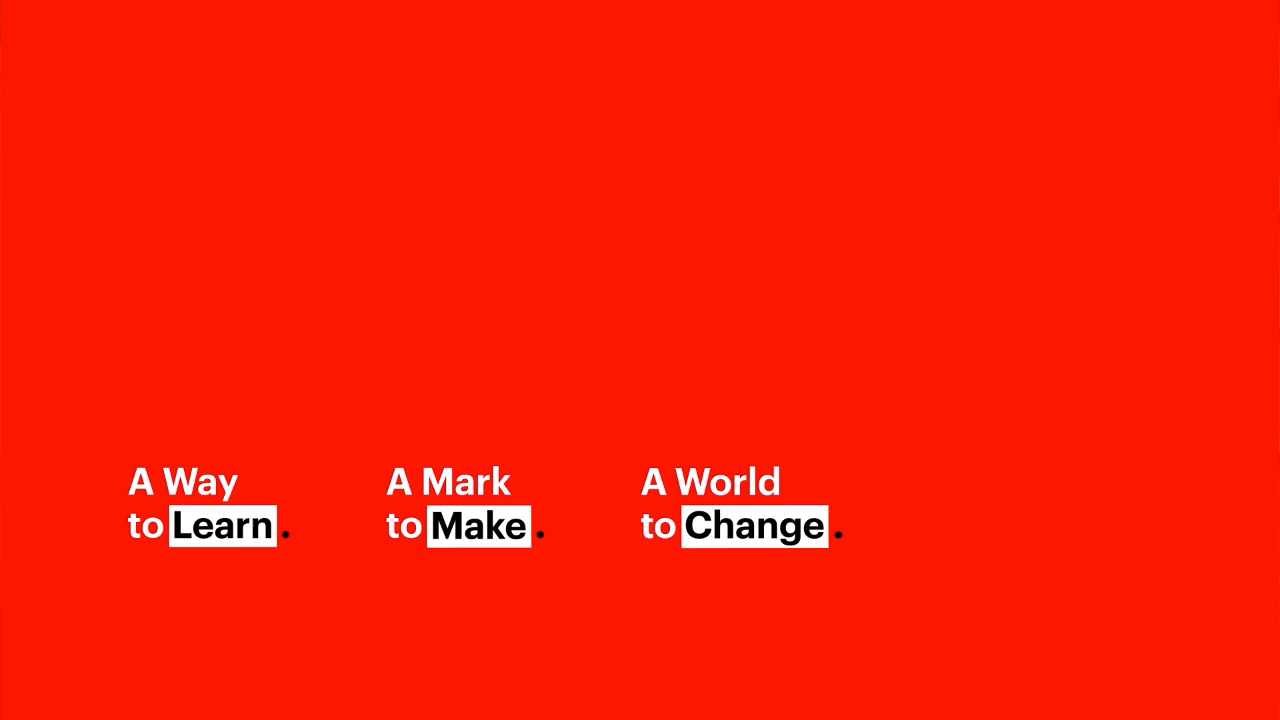 A Way
to Learn.
A Mark
to Make.
A World
to Change.